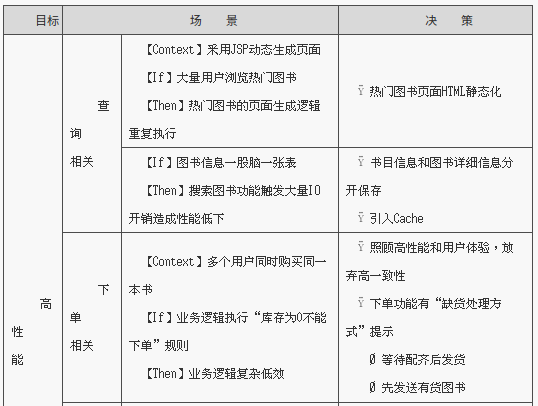 目标 场 景 决 策
高
性
能
查
询
相关
【Context】采用JSP动态生成页面
【If】大量用户浏览热门图书
【Then】热门图书的页面生成逻辑
重复执行
Ÿ 热门图书页面HTML静态化
【If】图书信息一股脑一张表
【Then】搜索图书功能触发大量IO
开销造成性能低下
Ÿ 书目信息和图书详细信息分
开保存
Ÿ 引入Cache
下
单
相关
【Context】多个用户同时购买同一
本书
【If】业务逻辑执行“库存为0不能
下单”规则
【Then】业务逻辑复杂低效
Ÿ 照顾高性能和用户体验，放
弃高一致性
Ÿ 下单功能有“缺货处理方
式”提示
Ø 等待配齐后发货
Ø 先发送有货图书